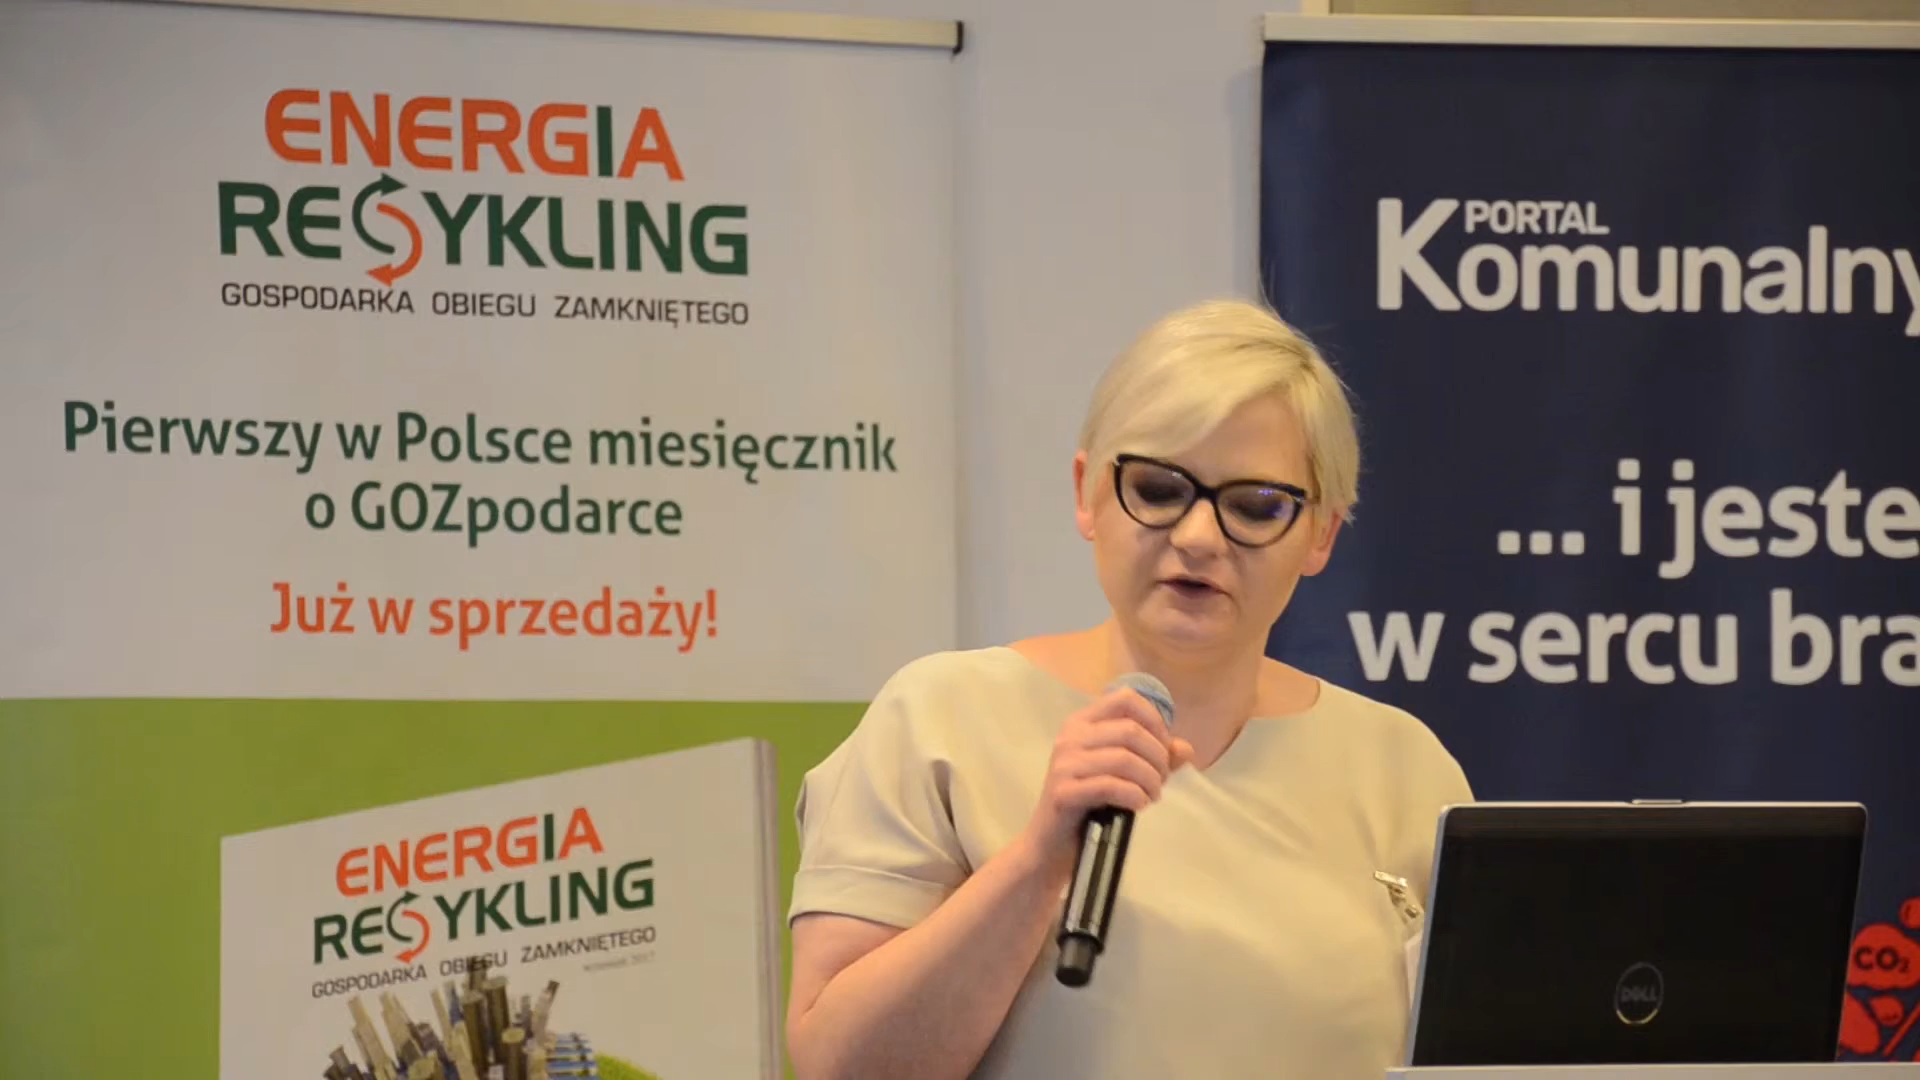 ENERGIA
RECYKLING
GOSPODARKA OBIEGU ZAMKNIĘTEGO
Pierwszy w Polsce miesięcznik
o GOZpodarce
Już w sprzedaży!
ENERGIA
RECYKLING
GOSPODARKA OBIEGU ZAMKNIĘTEGO
PORTAL
Komunalny
... i jeste
w sercu bra
CO₂
DELL